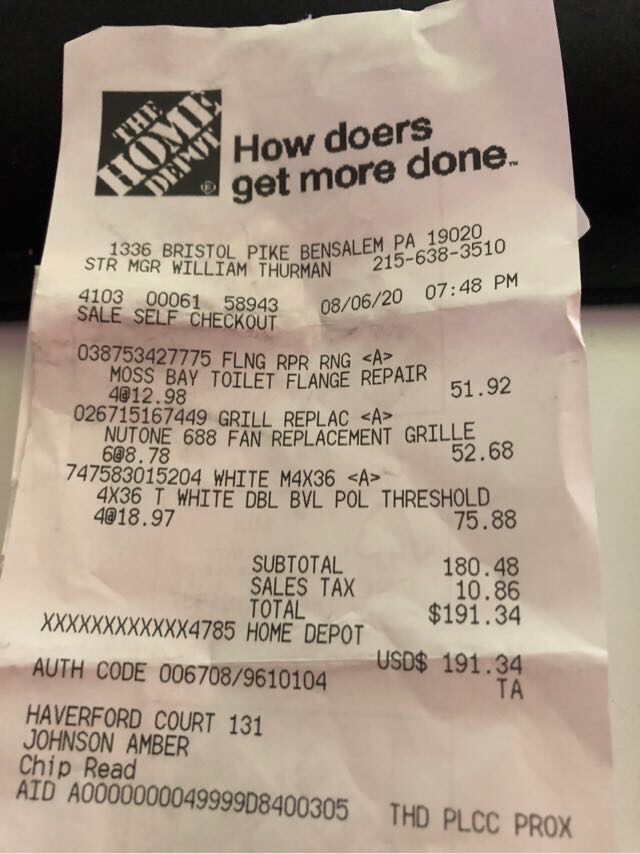 THE
HOME
DEPOT®
How doers
get more done™
1336 BRISTOL PIKE BENSALEM PA 19020
STR MGR WILLIAM THURMAN 215-638-3510
4103 00061 58943 08/06/20 07:48 PM
SALE SELF CHECKOUT
038753427775 FLNG RPR RNG <A>
MOSS BAY TOILET FLANGE REPAIR
4@12.98 51.92
026715167449 GRILL REPLAC <A>
NUTONE 688 FAN REPLACEMENT GRILLE
6@8.78 52.68
747583015204 WHITE M4X36 <A>
4X36 T WHITE DBL BVL POL THRESHOLD
4@18.97 75.88
SUBTOTAL 180.48
SALES TAX 10.86
TOTAL $191.34
XXXXXXXXXXXX4785 HOME DEPOT
USD$ 191.34
AUTH CODE 006708/9610104 TA
HAVERFORD COURT 131
JOHNSON AMBER
Chip Read
AID A0000000049999D8400305 THD PLCC PROX